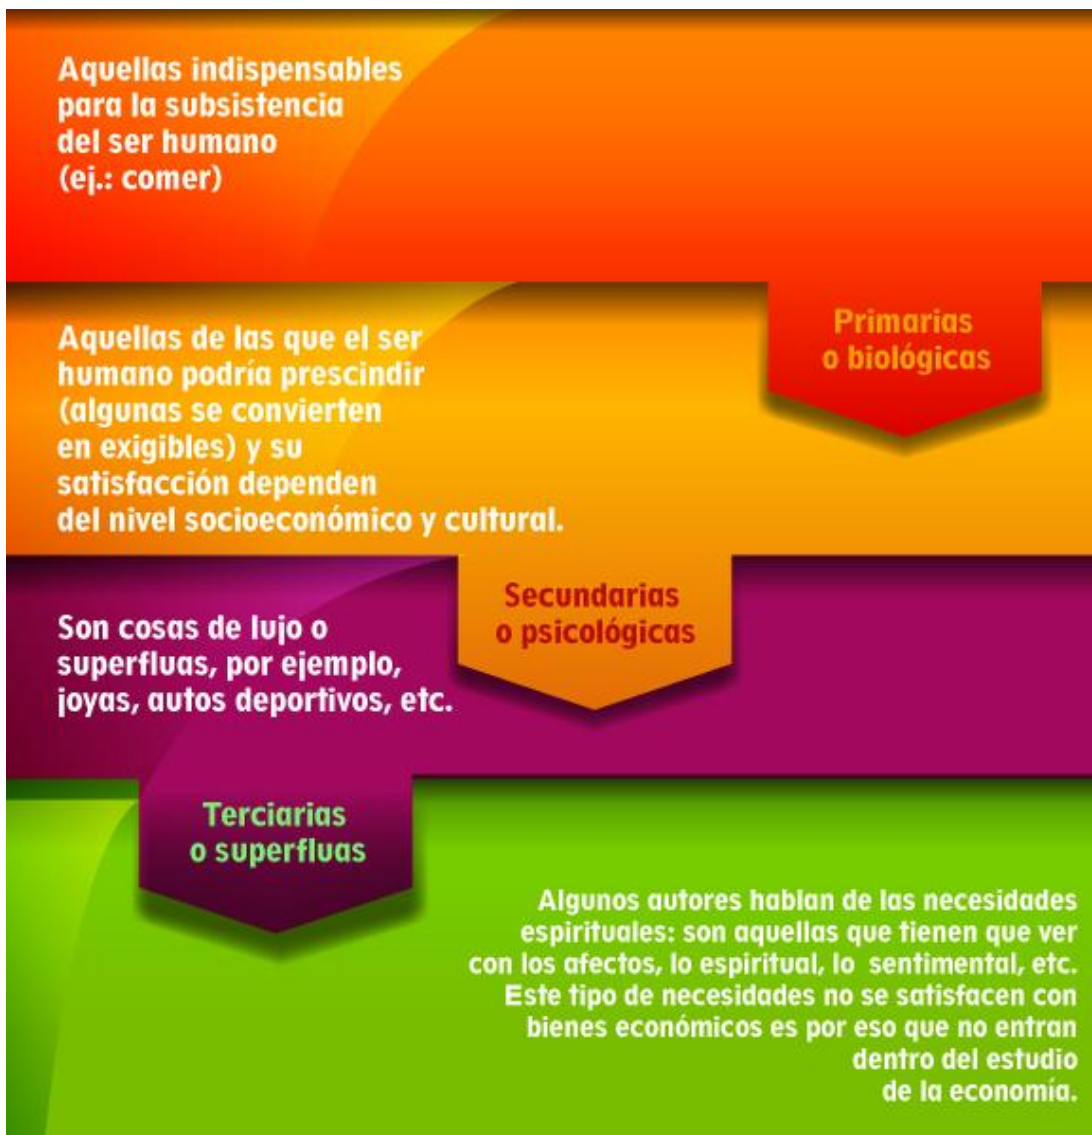 Aquellas indispensables
para la subsistencia
del ser humano
(ej.: comer)
Primarias
o biológicas
Aquellas de las que el ser
humano podría prescindir
(algunas se convierten
en exigibles) y su
satisfacción dependen
del nivel socioeconómico y cultural.
Secundarias
o psicológicas
Son cosas de lujo o
superfluas, por ejemplo,
joyas, autos deportivos, etc.
Terciarias
o superfluas
Algunos autores hablan de las necesidades
espirituales: son aquellas que tienen que ver
con los afectos, lo espiritual, lo sentimental, etc.
Este tipo de necesidades no se satisfacen con
bienes económicos es por eso que no entran
dentro del estudio
de la economía.